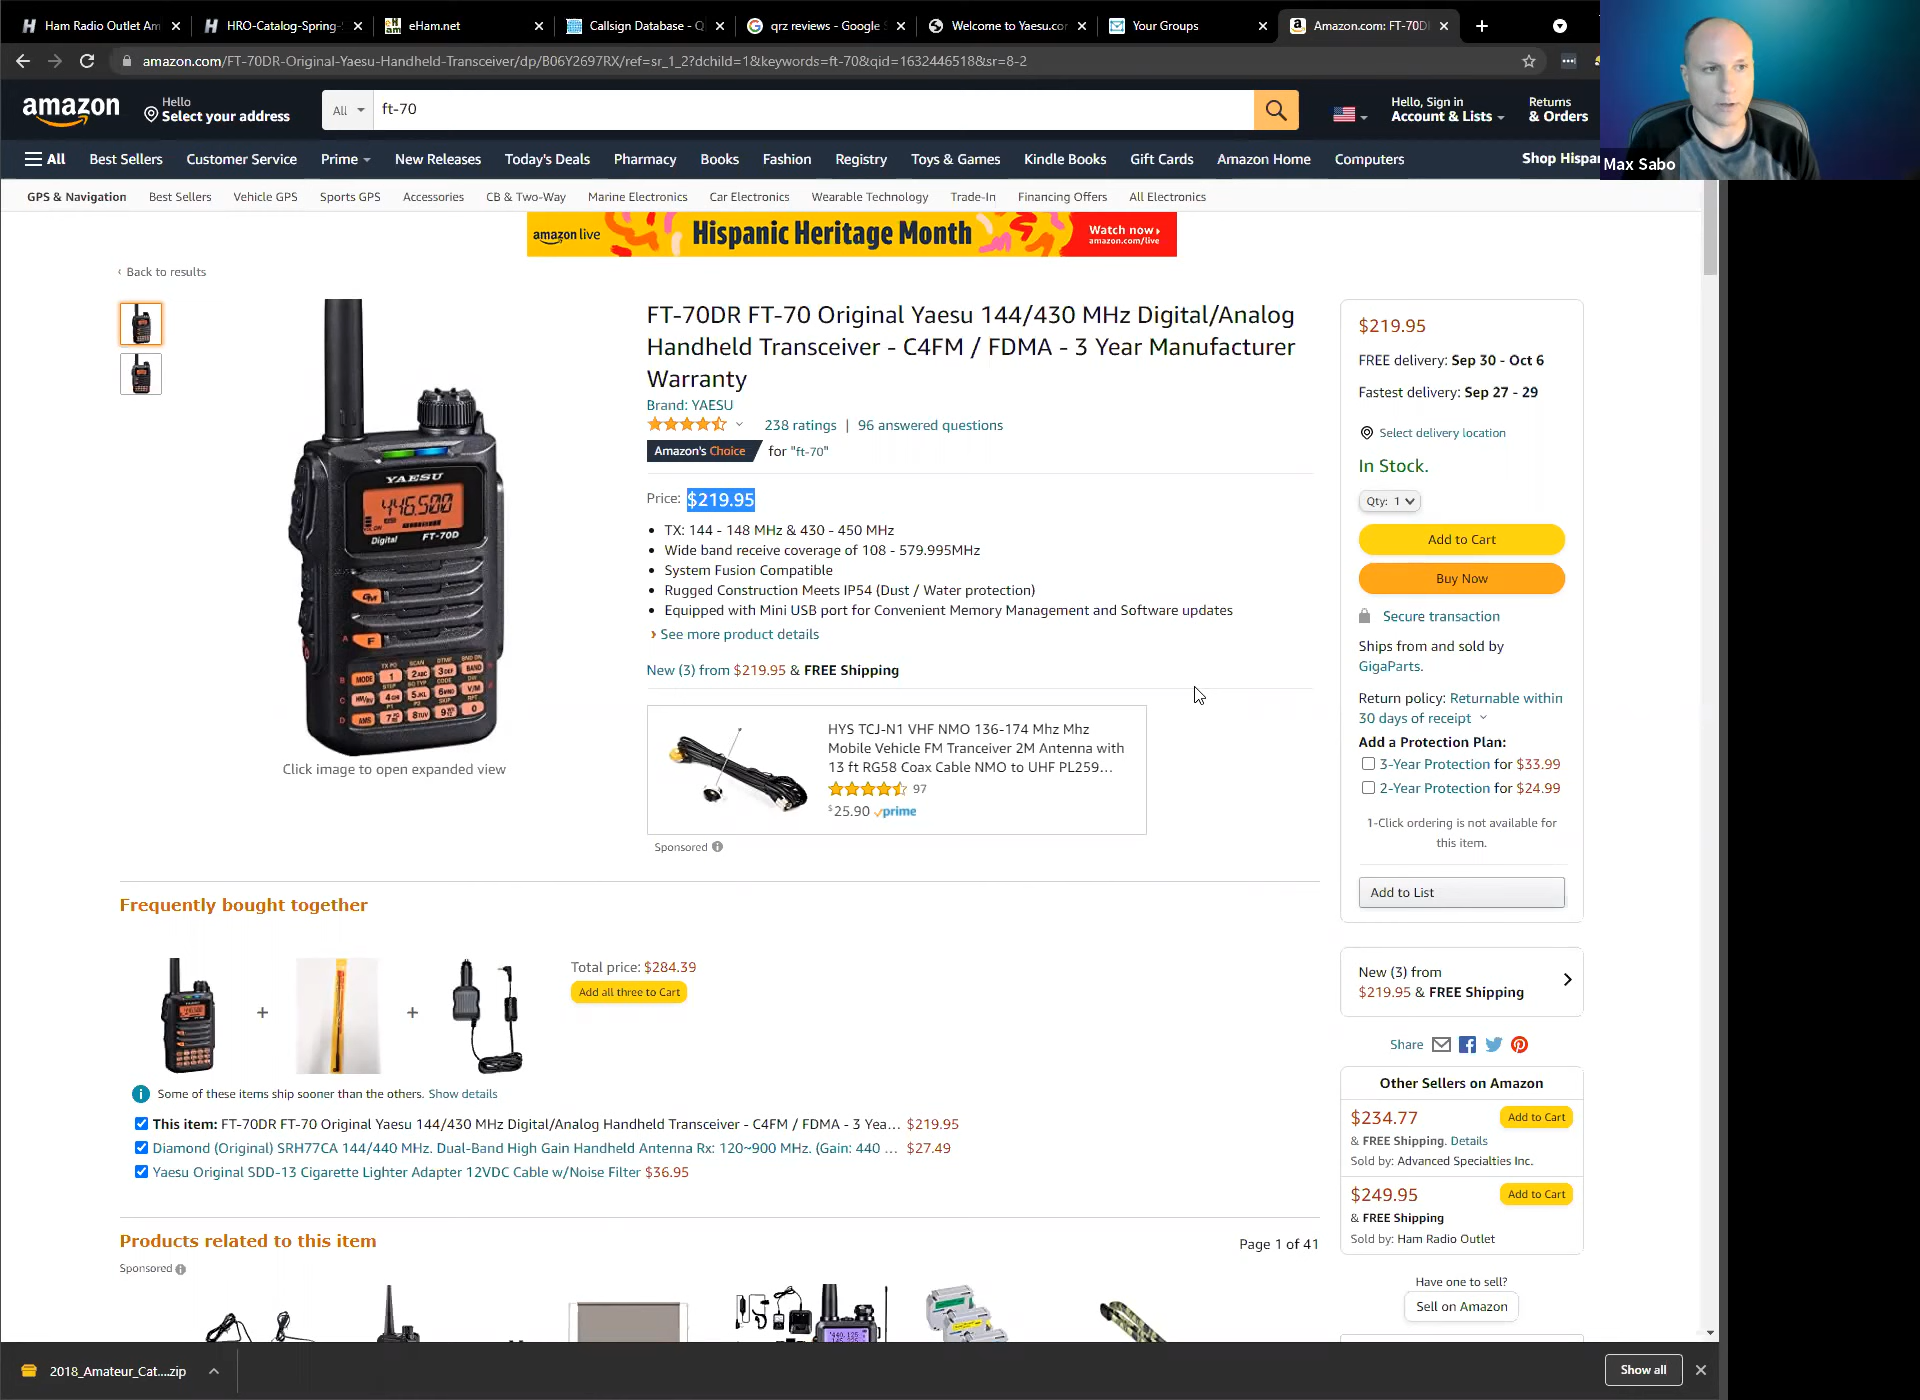 Ham Radio Outlet Am
HRO-Catalog-Spring-
eHam.net
Callsign Database - Q
qrz reviews - Google
Welcome to Yaesu.co
Your Groups
Amazon.com: FT-70D
amazon.com/FT-70DR-Original-Yaesu-Handheld-Transceiver/dp/B06Y2697RX/ref=sr_1_2?dchild=1&keywords=ft-70&qid=1632446518&sr=8-2
amazon
Hello
Select your address
All
ft-70
Hello, Sign in
Account & Lists
Returns
& Orders
Max Sabo
All
Best Sellers
Customer Service
Prime
New Releases
Today's Deals
Pharmacy
Books
Fashion
Registry
Toys & Games
Kindle Books
Gift Cards
Amazon Home
Computers
Shop Hispa
GPS & Navigation
Best Sellers
Vehicle GPS
Sports GPS
Accessories
CB & Two-Way
Marine Electronics
Car Electronics
Wearable Technology
Trade-In
Financing Offers
All Electronics
amazon live
Hispanic Heritage Month
Watch now
amazon.com/live
‹ Back to results
YAESU
446.500
Digital FT-70D
Click image to open expanded view
FT-70DR FT-70 Original Yaesu 144/430 MHz Digital/Analog
Handheld Transceiver - C4FM / FDMA - 3 Year Manufacturer
Warranty
Brand: YAESU
238 ratings | 96 answered questions
Amazon's Choice for "ft-70"
Price: $219.95
• TX: 144 - 148 MHz & 430 - 450 MHz
• Wide band receive coverage of 108 - 579.995MHz
• System Fusion Compatible
• Rugged Construction Meets IP54 (Dust / Water protection)
• Equipped with Mini USB port for Convenient Memory Management and Software updates
› See more product details
New (3) from $219.95 & FREE Shipping
HYS TCJ-N1 VHF NMO 136-174 Mhz Mhz
Mobile Vehicle FM Tranceiver 2M Antenna with
13 ft RG58 Coax Cable NMO to UHF PL259...
97
$25.90 prime
Sponsored
$219.95
FREE delivery: Sep 30 - Oct 6
Fastest delivery: Sep 27 - 29
Select delivery location
In Stock.
Qty: 1
Add to Cart
Buy Now
Secure transaction
Ships from and sold by
GigaParts.
Return policy: Returnable within
30 days of receipt
Add a Protection Plan:
3-Year Protection for $33.99
2-Year Protection for $24.99
1-Click ordering is not available for
this item.
Add to List
New (3) from
$219.95 & FREE Shipping
Share
Other Sellers on Amazon
$234.77
Add to Cart
& FREE Shipping. Details
Sold by: Advanced Specialties Inc.
$249.95
Add to Cart
& FREE Shipping
Sold by: Ham Radio Outlet
Have one to sell?
Sell on Amazon
Frequently bought together
Total price: $284.39
Add all three to Cart
Some of these items ship sooner than the others. Show details
This item: FT-70DR FT-70 Original Yaesu 144/430 MHz Digital/Analog Handheld Transceiver - C4FM / FDMA - 3 Yea... $219.95
Diamond (Original) SRH77CA 144/440 MHz. Dual-Band High Gain Handheld Antenna Rx: 120~900 MHz. (Gain: 440 ... $27.49
Yaesu Original SDD-13 Cigarette Lighter Adapter 12VDC Cable w/Noise Filter $36.95
Products related to this item
Page 1 of 41
Sponsored
2018_Amateur_Cat....zip
Show all